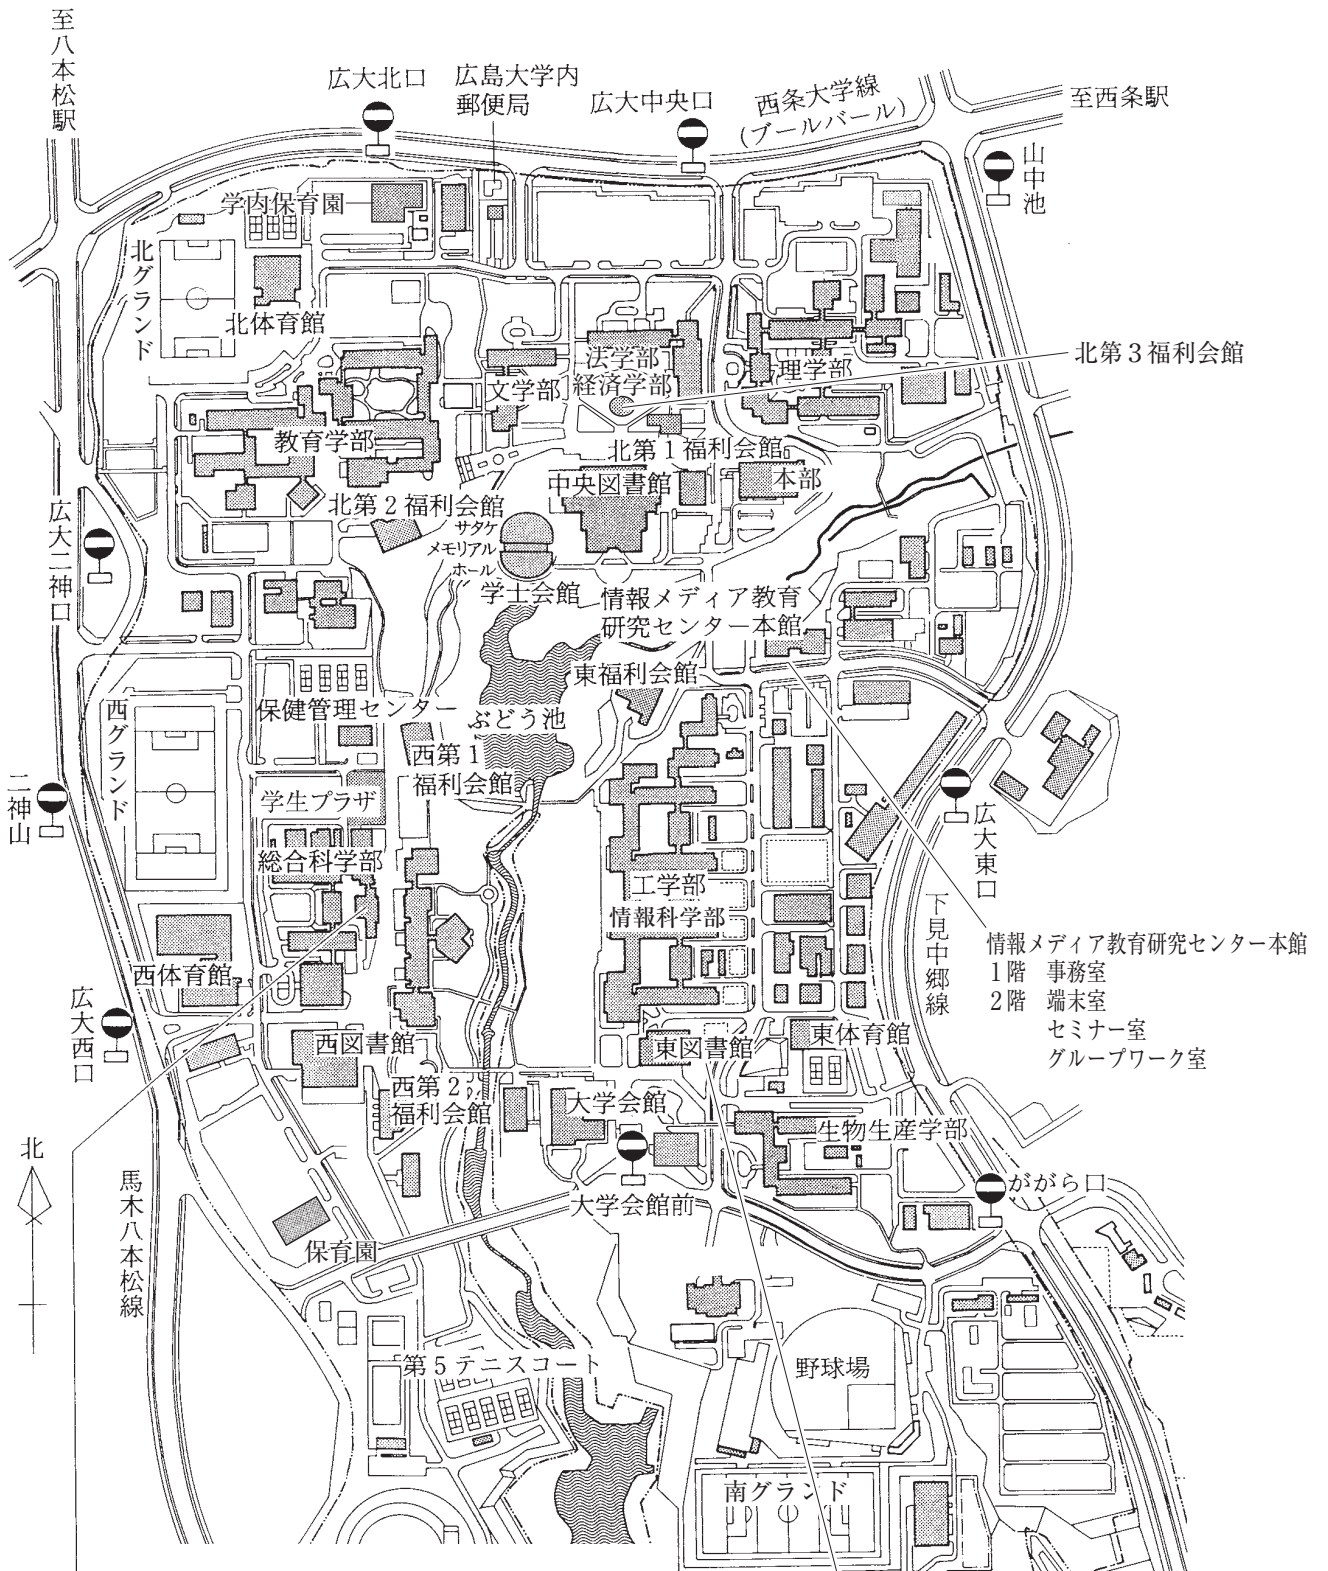 至八本松駅
広大北口
広島大学内
郵便局
広大中央口
西条大学線
(ブールバール)
至西条駅
山中池
学内保育園
北グランド
北体育館
法学部
経済学部
文学部
理学部
北第3福利会館
教育学部
北第1福利会館
中央図書館
本部
北第2福利会館
サタケ
メモリアル
ホール
学士会館
広大二神口
情報メディア教育
研究センター本館
東福利会館
保健管理センター
ぶどう池
西グランド
西第1
福利会館
二神山
学生プラザ
総合科学部
広大東口
工学部
情報科学部
下見中郷線
情報メディア教育研究センター本館
1階 事務室
2階 端末室
セミナー室
グループワーク室
西体育館
広大西口
西図書館
東図書館
東体育館
西第2
福利会館
大学会館
生物生産学部
北
馬木八本松線
大学会館前
ががら口
保育園
第5テニスコート
野球場
南グランド